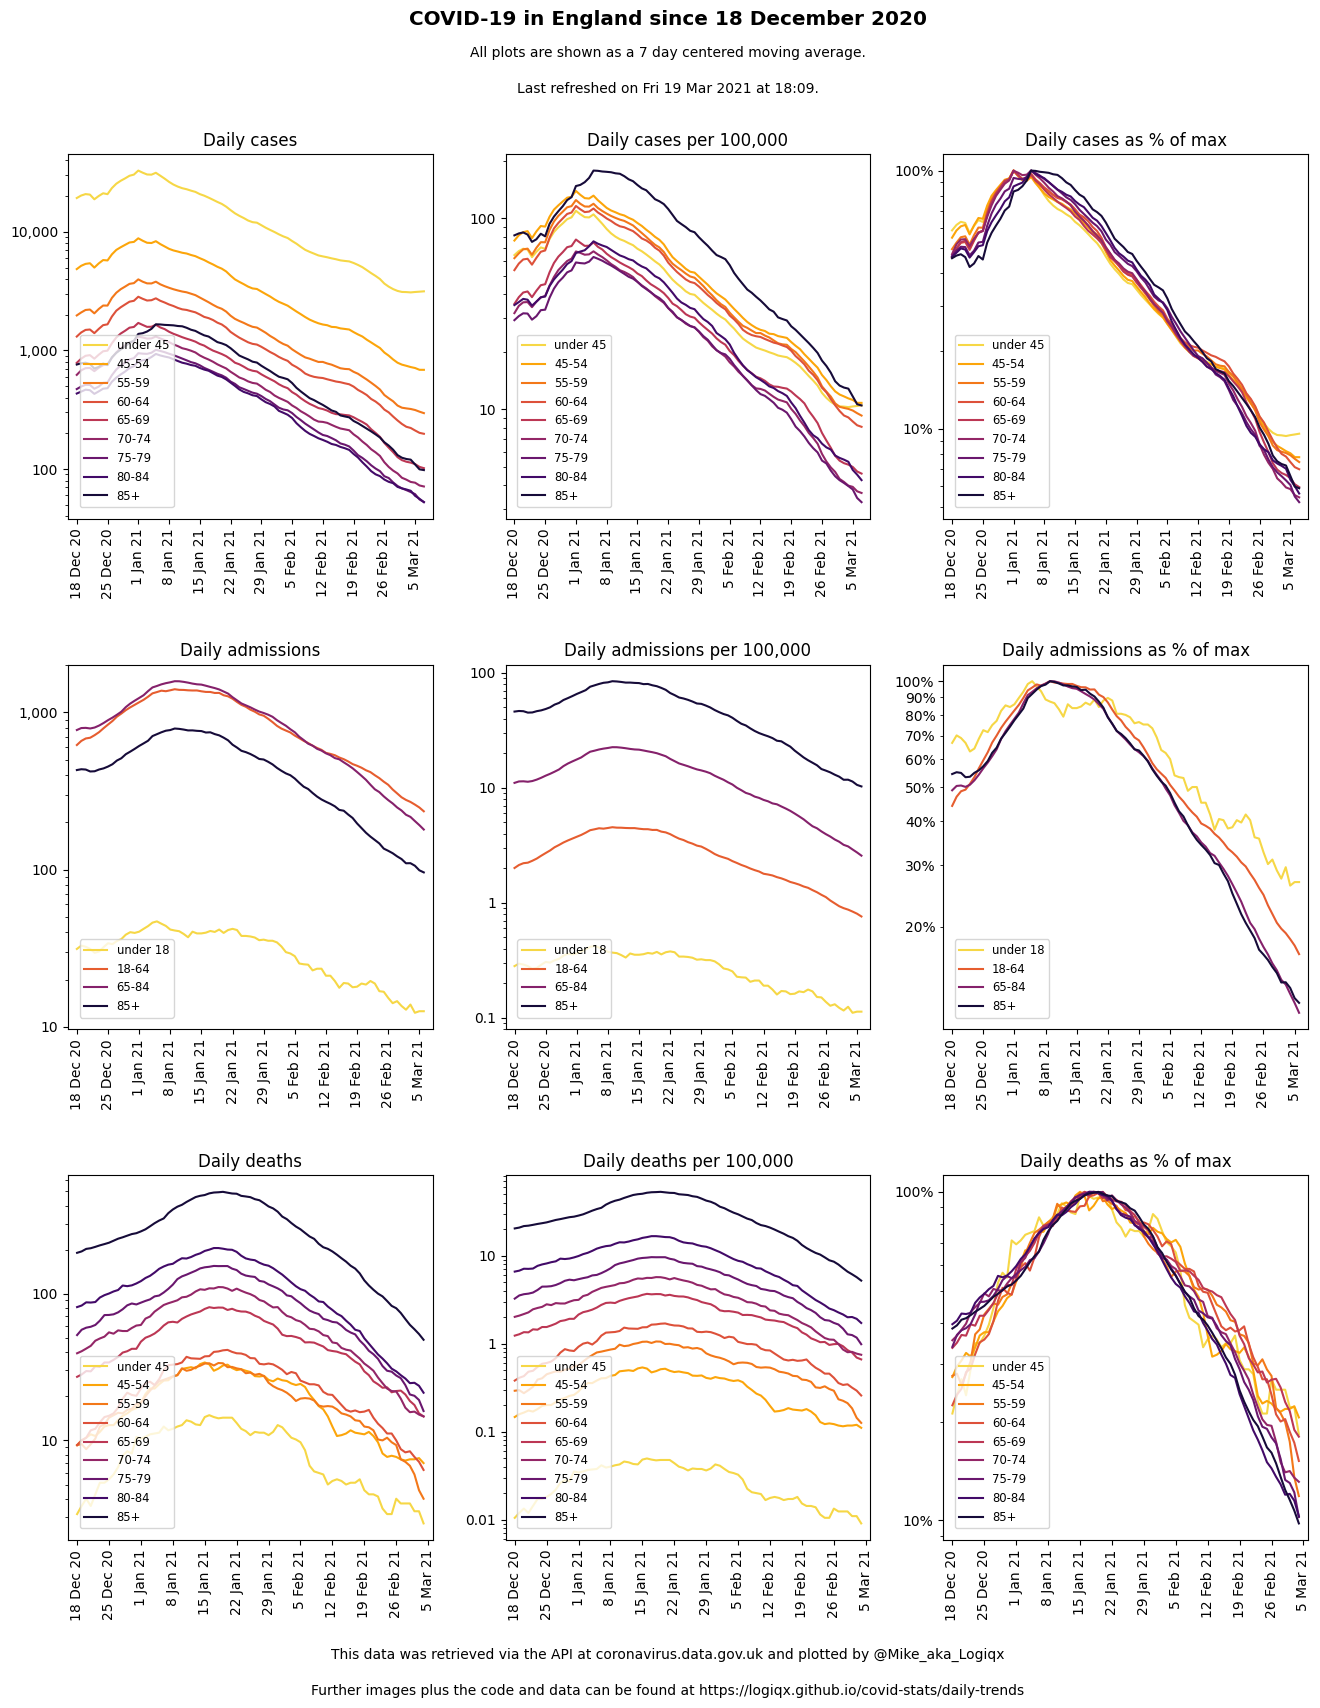 COVID-19 in England since 18 December 2020
All plots are shown as a 7 day centered moving average.
Last refreshed on Fri 19 Mar 2021 at 18:09.
Daily cases
10,000
1,000
100
under 45
45-54
55-59
60-64
65-69
70-74
75-79
80-84
85+
18 Dec 20
25 Dec 20
1 Jan 21
8 Jan 21
15 Jan 21
22 Jan 21
29 Jan 21
5 Feb 21
12 Feb 21
19 Feb 21
26 Feb 21
5 Mar 21
Daily cases per 100,000
100
10
under 45
45-54
55-59
60-64
65-69
70-74
75-79
80-84
85+
18 Dec 20
25 Dec 20
1 Jan 21
8 Jan 21
15 Jan 21
22 Jan 21
29 Jan 21
5 Feb 21
12 Feb 21
19 Feb 21
26 Feb 21
5 Mar 21
Daily cases as % of max
100%
10%
under 45
45-54
55-59
60-64
65-69
70-74
75-79
80-84
85+
18 Dec 20
25 Dec 20
1 Jan 21
8 Jan 21
15 Jan 21
22 Jan 21
29 Jan 21
5 Feb 21
12 Feb 21
19 Feb 21
26 Feb 21
5 Mar 21
Daily admissions
1,000
100
10
under 18
18-64
65-84
85+
18 Dec 20
25 Dec 20
1 Jan 21
8 Jan 21
15 Jan 21
22 Jan 21
29 Jan 21
5 Feb 21
12 Feb 21
19 Feb 21
26 Feb 21
5 Mar 21
Daily admissions per 100,000
100
10
1
0.1
under 18
18-64
65-84
85+
18 Dec 20
25 Dec 20
1 Jan 21
8 Jan 21
15 Jan 21
22 Jan 21
29 Jan 21
5 Feb 21
12 Feb 21
19 Feb 21
26 Feb 21
5 Mar 21
Daily admissions as % of max
100%
90%
80%
70%
60%
50%
40%
30%
20%
under 18
18-64
65-84
85+
18 Dec 20
25 Dec 20
1 Jan 21
8 Jan 21
15 Jan 21
22 Jan 21
29 Jan 21
5 Feb 21
12 Feb 21
19 Feb 21
26 Feb 21
5 Mar 21
Daily deaths
100
10
under 45
45-54
55-59
60-64
65-69
70-74
75-79
80-84
85+
18 Dec 20
25 Dec 20
1 Jan 21
8 Jan 21
15 Jan 21
22 Jan 21
29 Jan 21
5 Feb 21
12 Feb 21
19 Feb 21
26 Feb 21
5 Mar 21
Daily deaths per 100,000
10
1
0.1
0.01
under 45
45-54
55-59
60-64
65-69
70-74
75-79
80-84
85+
18 Dec 20
25 Dec 20
1 Jan 21
8 Jan 21
15 Jan 21
22 Jan 21
29 Jan 21
5 Feb 21
12 Feb 21
19 Feb 21
26 Feb 21
5 Mar 21
Daily deaths as % of max
100%
10%
under 45
45-54
55-59
60-64
65-69
70-74
75-79
80-84
85+
18 Dec 20
25 Dec 20
1 Jan 21
8 Jan 21
15 Jan 21
22 Jan 21
29 Jan 21
5 Feb 21
12 Feb 21
19 Feb 21
26 Feb 21
5 Mar 21
This data was retrieved via the API at coronavirus.data.gov.uk and plotted by @Mike_aka_Logiqx
Further images plus the code and data can be found at https://logiqx.github.io/covid-stats/daily-trends